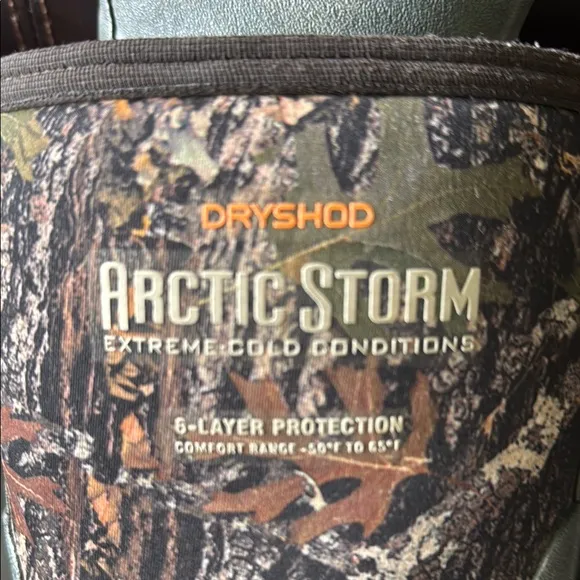 DRYSHOD
ARCTIC STORM
EXTREME-COLD CONDITIONS
6-LAYER PROTECTION
COMFORT RANGE -50°F TO 65°F